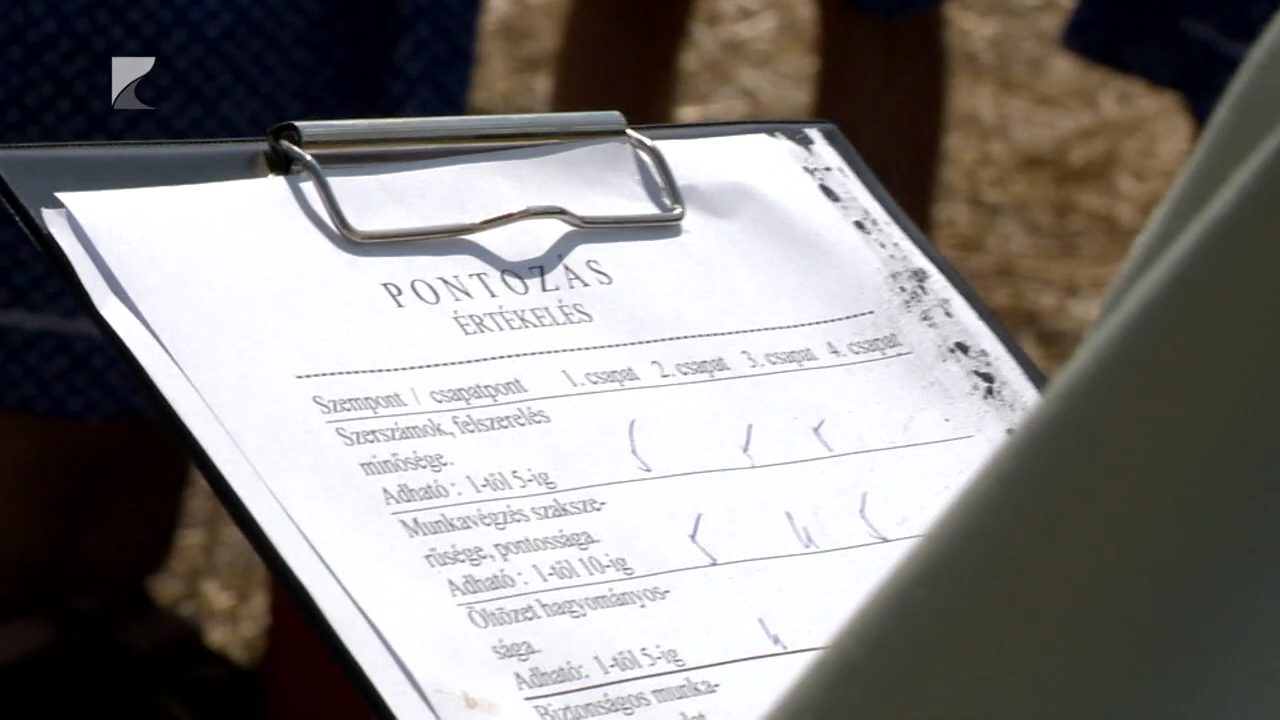 PONTOZÁS
ÉRTÉKELÉS
Szempont / csapatpont 1. csapat 2. csapat 3. csapat 4. csapat
Szerszámok, felszerelés
minősége.
Adható : 1-től 5-ig
Munkavégzés szaksze-
rűsége, pontossága.
Adható : 1-től 10-ig
Öltözet hagyományos-
sága.
Adható: 1-től 5-ig
Biztonságos munka-